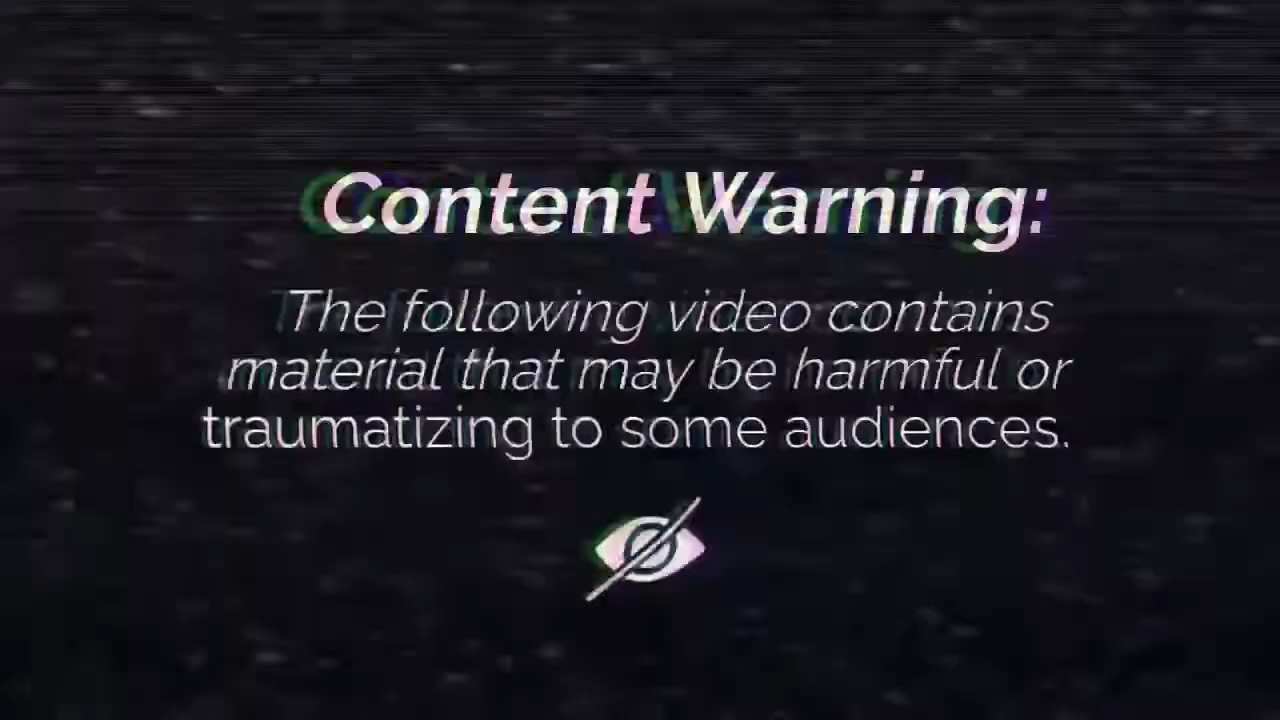 Content Warning:
The following video contains
material that may be harmful or
traumatizing to some audiences.